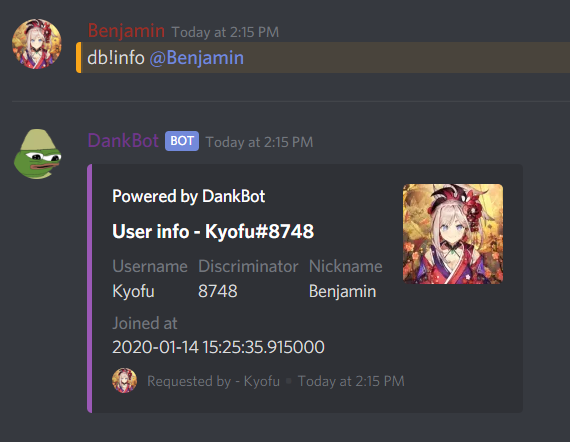 Benjamin Today at 2:15 PM
db!info @Benjamin
DankBot BOT Today at 2:15 PM
Powered by DankBot
User info - Kyofu#8748
Username Discriminator Nickname
Kyofu 8748 Benjamin
Joined at
2020-01-14 15:25:35.915000
Requested by - Kyofu • Today at 2:15 PM